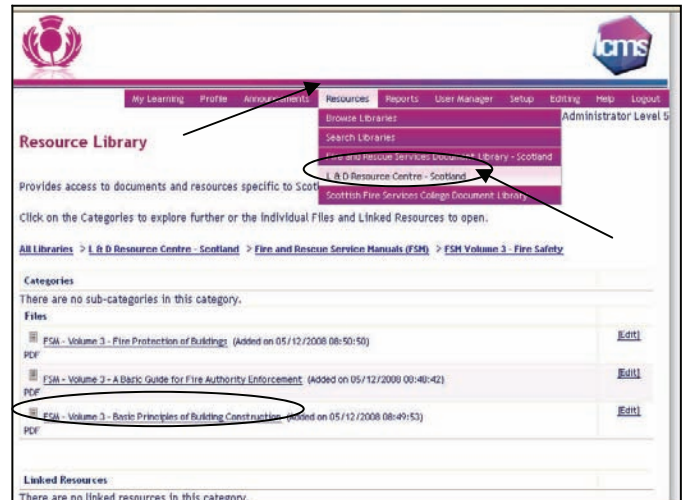 lcms
My Learning Profile Announcements Resources Reports User Manager Setup Editing Help Logout
Browse Libraries
Administrator Level 5
Search Libraries
Resource Library
Fire and Rescue Services Document Library - Scotland
L & D Resource Centre - Scotland
Provides access to documents and resources specific to Scotl
Scottish Fire Services College Document Library
Click on the Categories to explore further or the individual Files and Linked Resources to open.
All Libraries > L & D Resource Centre - Scotland > Fire and Rescue Service Manuals (FSM) > FSM Volume 3 - Fire Safety
Categories
There are no sub-categories in this category.
Files
FSM - Volume 3 - Fire Protection of Buildings (Added on 05/12/2008 08:50:50) [Edit]
PDF
FSM - Volume 3 - A Basic Guide for Fire Authority Enforcement (Added on 05/12/2008 08:48:42) [Edit]
PDF
FSM - Volume 3 - Basic Principles of Building Construction (Added on 05/12/2008 08:49:53) [Edit]
PDF
Linked Resources
There are no linked resources in this category.